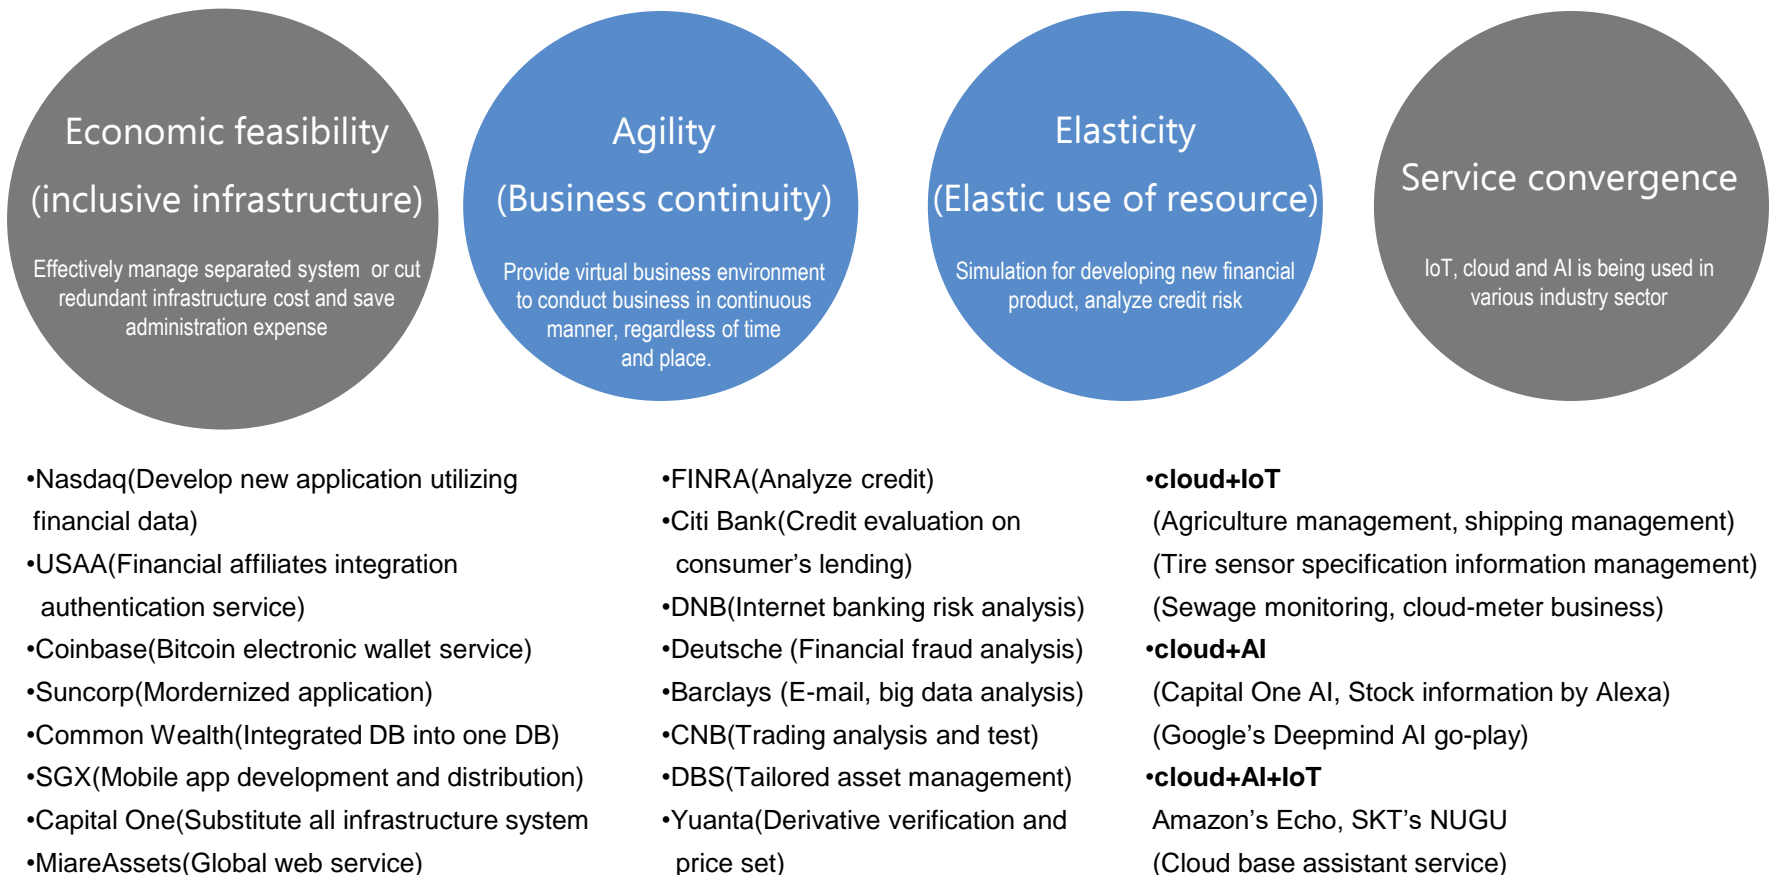 Economic feasibility
(inclusive infrastructure)
Effectively manage separated system or cut
redundant infrastructure cost and save
administration expense
Agility
(Business continuity)
Provide virtual business environment
to conduct business in continuous
manner, regardless of time
and place.
Elasticity
(Elastic use of resource)
Simulation for developing new financial
product, analyze credit risk
Service convergence
IoT, cloud and AI is being used in
various industry sector
•Nasdaq(Develop new application utilizing
financial data)
•USAA(Financial affiliates integration
authentication service)
•Coinbase(Bitcoin electronic wallet service)
•Suncorp(Mordernized application)
•Common Wealth(Integrated DB into one DB)
•SGX(Mobile app development and distribution)
•Capital One(Substitute all infrastructure system
•MiareAssets(Global web service)
•FINRA(Analyze credit)
•Citi Bank(Credit evaluation on
consumer’s lending)
•DNB(Internet banking risk analysis)
•Deutsche (Financial fraud analysis)
•Barclays (E-mail, big data analysis)
•CNB(Trading analysis and test)
•DBS(Tailored asset management)
•Yuanta(Derivative verification and
price set)
•cloud+IoT
(Agriculture management, shipping management)
(Tire sensor specification information management)
(Sewage monitoring, cloud-meter business)
•cloud+AI
(Capital One AI, Stock information by Alexa)
(Google’s Deepmind AI go-play)
•cloud+AI+IoT
Amazon’s Echo, SKT’s NUGU
(Cloud base assistant service)